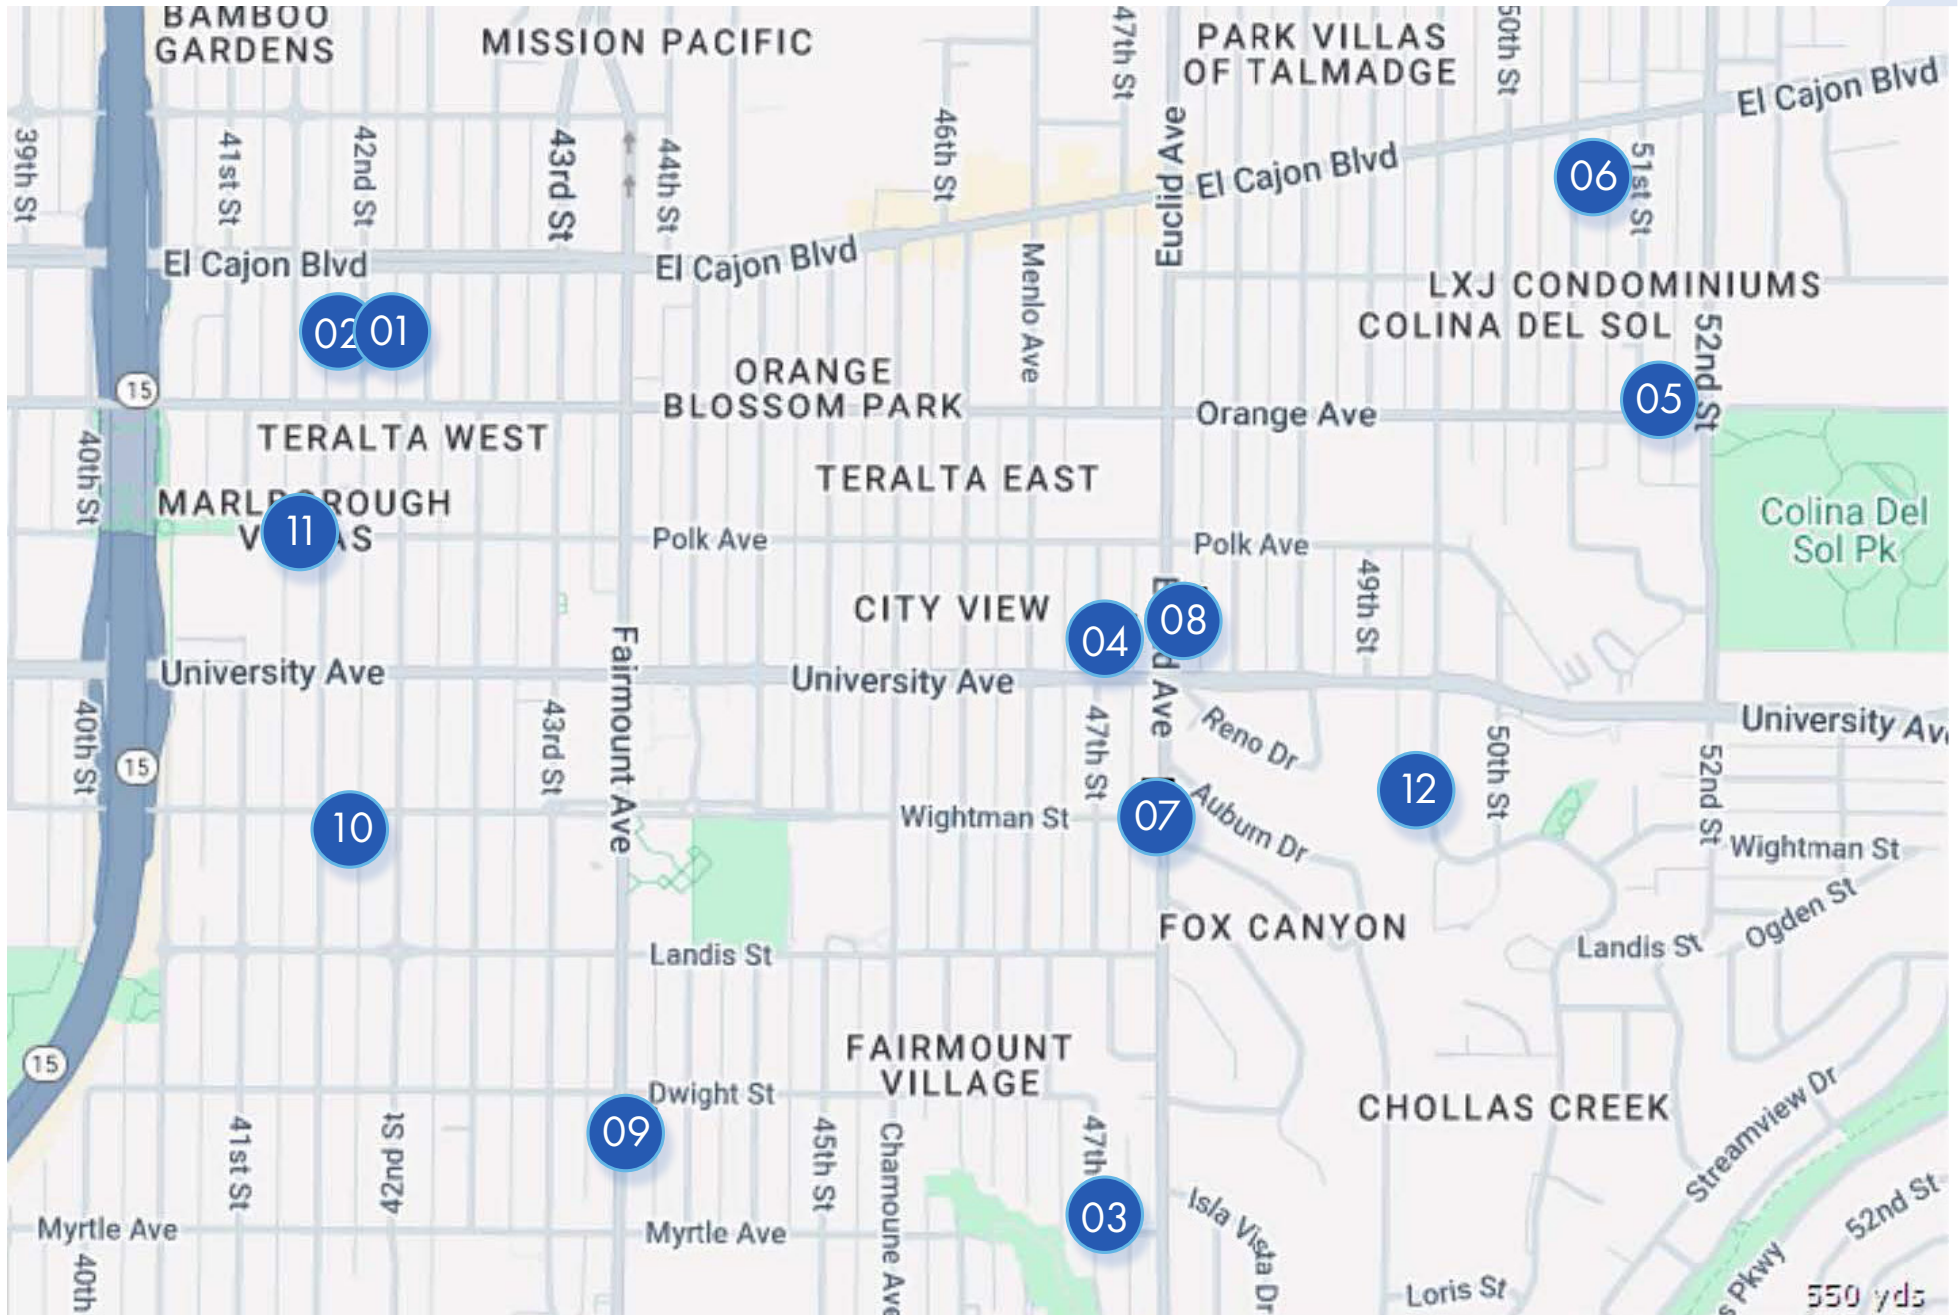 BAMBOO
GARDENS
MISSION PACIFIC
47th St
PARK VILLAS
OF TALMADGE
50th St
El Cajon Blvd
39th St
41st St
42nd St
43rd St
44th St
46th St
Euclid Ave
El Cajon Blvd
06
51st St
El Cajon Blvd
El Cajon Blvd
Menlo Ave
LXJ CONDOMINIUMS
COLINA DEL SOL
52nd St
02
01
15
ORANGE
BLOSSOM PARK
Orange Ave
05
40th St
TERALTA WEST
TERALTA EAST
MARLBOROUGH
11
Colina Del
Sol Pk
Polk Ave
Polk Ave
49th St
CITY VIEW
04
08
Ave
University Ave
Fairmount Ave
University Ave
University Av
40th St
43rd St
47th St
Reno Dr
50th St
52nd St
15
12
10
Wightman St
07
Auburn Dr
Wightman St
FOX CANYON
Ogden St
Landis St
Landis St
15
FAIRMOUNT
VILLAGE
Dwight St
CHOLLAS CREEK
Streamview Dr
41st St
42nd St
09
45th St
Chamoune Ave
47th
03
Isla Vista Dr
52nd St
Myrtle Ave
Myrtle Ave
40th
Loris St
s Pkwy
550 yds